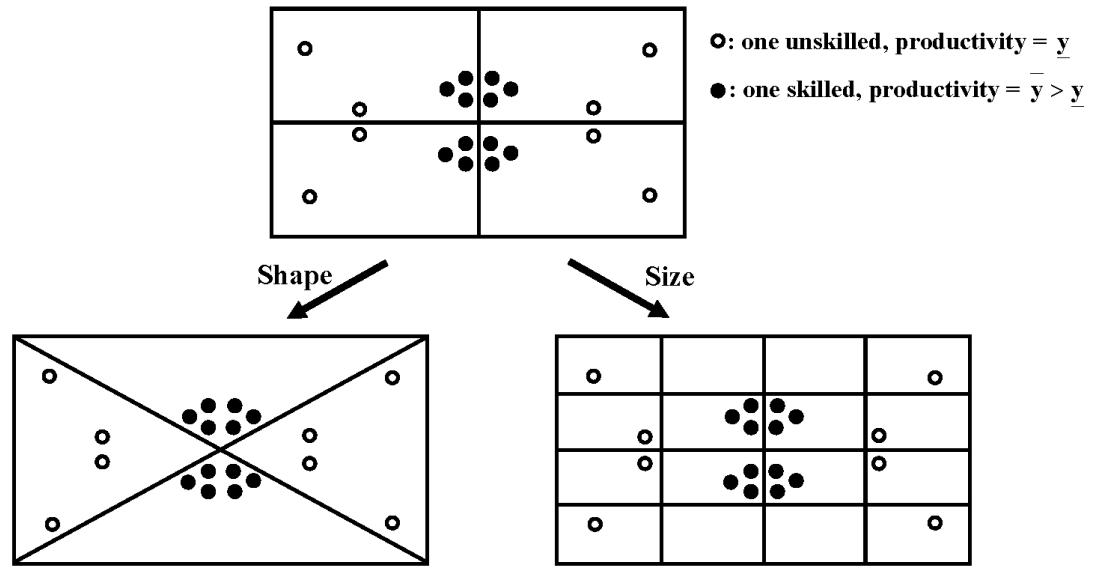 : one unskilled, productivity = y̲
: one skilled, productivity = y̅ > y̲
Shape
Size